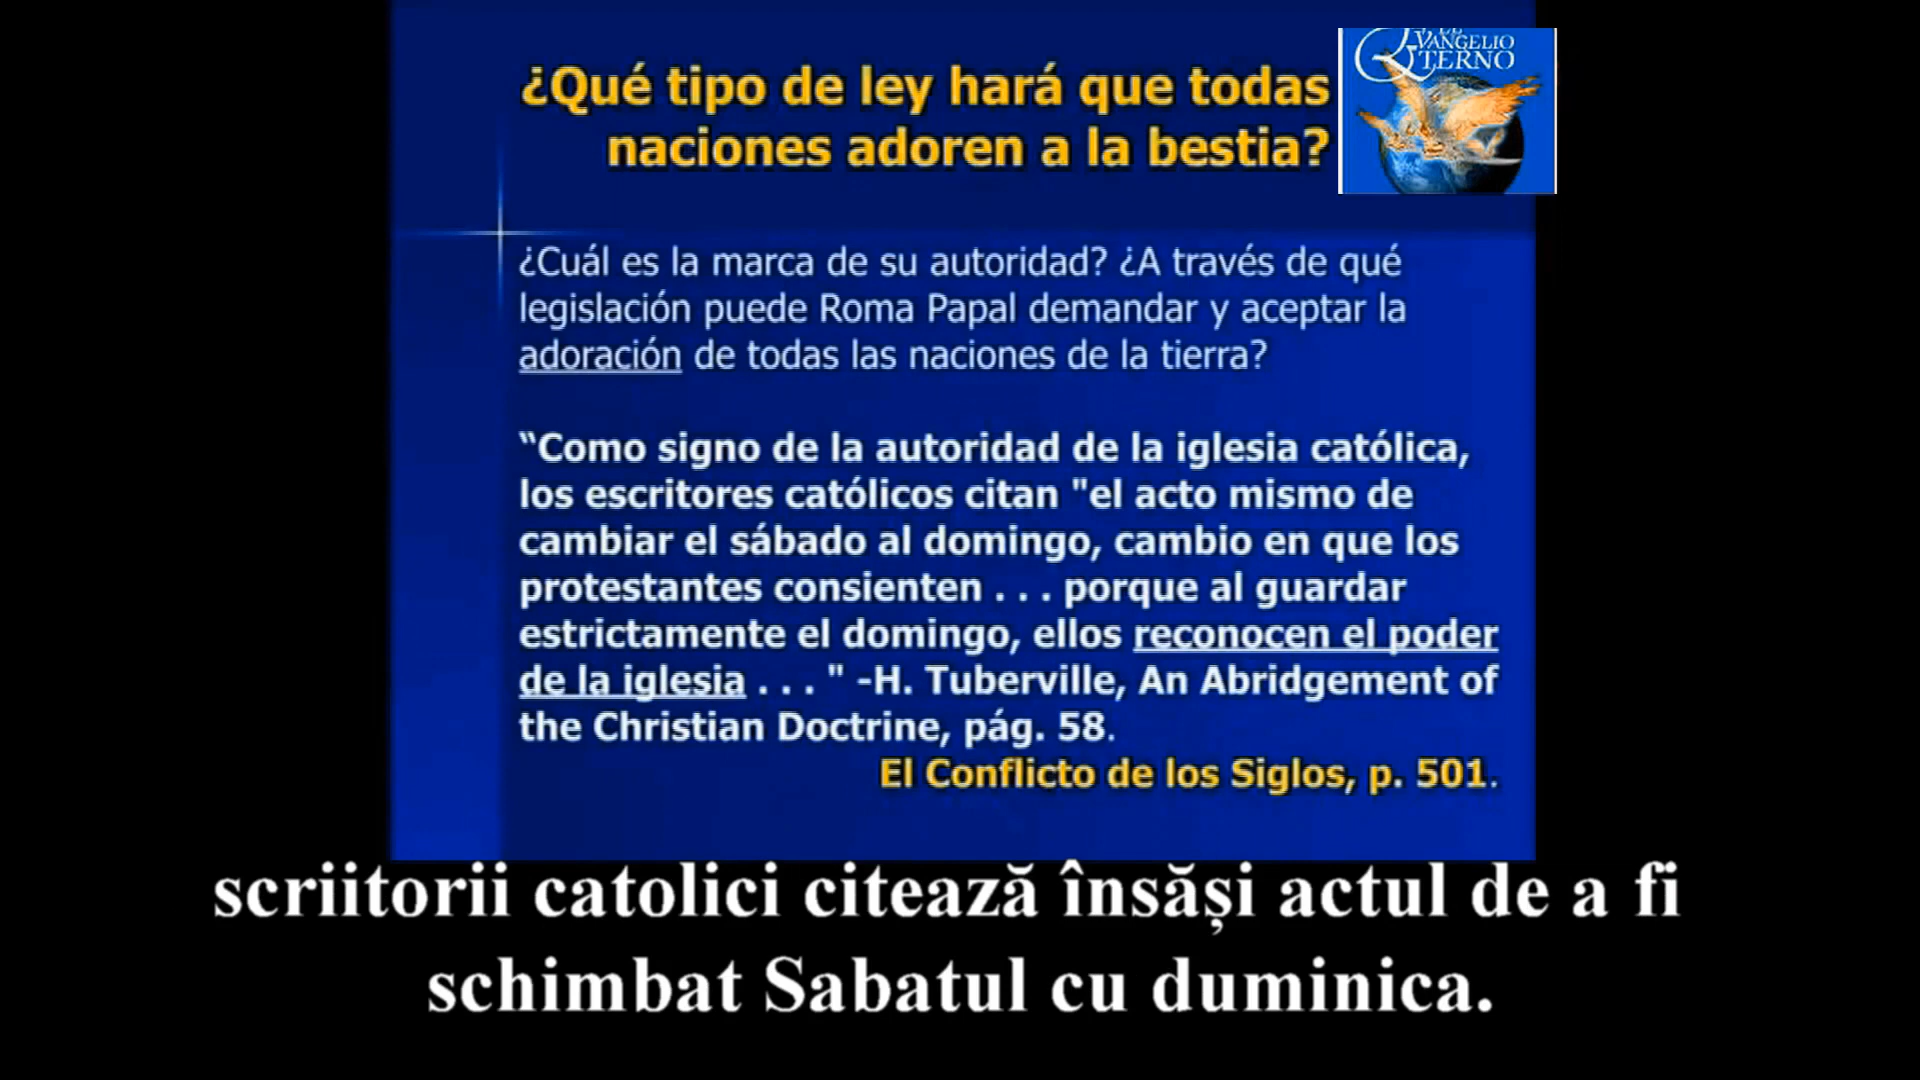 ¿Qué tipo de ley hará que todas
naciones adoren a la bestia?
VANGELIO
TERNO
¿Cuál es la marca de su autoridad? ¿A través de qué
legislación puede Roma Papal demandar y aceptar la
adoración de todas las naciones de la tierra?
“Como signo de la autoridad de la iglesia católica,
los escritores católicos citan "el acto mismo de
cambiar el sábado al domingo, cambio en que los
protestantes consienten . . . porque al guardar
estrictamente el domingo, ellos reconocen el poder
de la iglesia . . . " -H. Tuberville, An Abridgement of
the Christian Doctrine, pág. 58.
El Conflicto de los Siglos, p. 501.
scriitorii catolici citează însăși actul de a fi
schimbat Sabatul cu duminica.